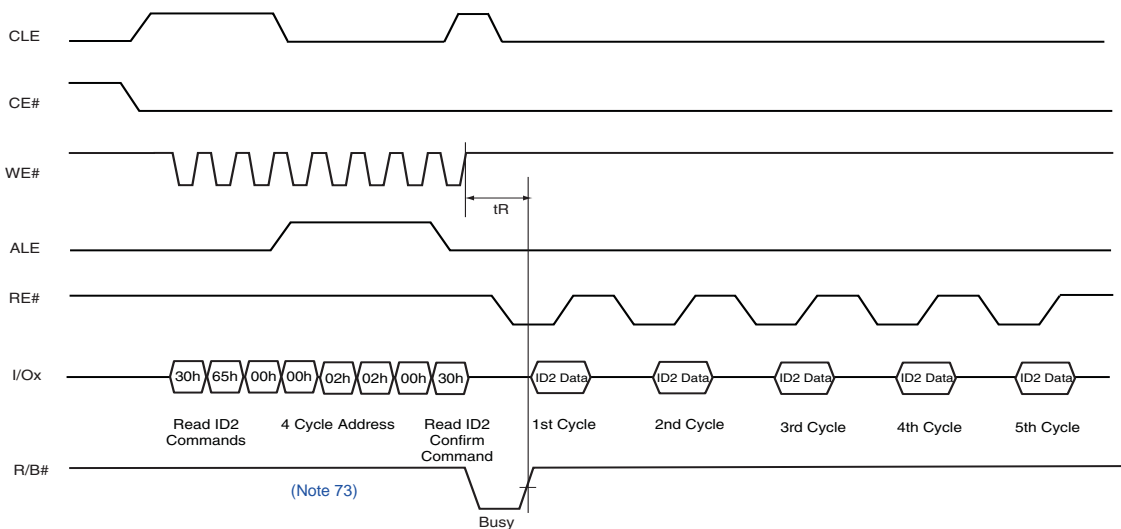 CLE
CE#
WE#
tR
ALE
RE#
I/Ox 30h 65h 00h 00h 02h 02h 00h 30h ID2 Data ID2 Data ID2 Data ID2 Data ID2 Data
Read ID2 Commands 4 Cycle Address Read ID2 Confirm Command 1st Cycle 2nd Cycle 3rd Cycle 4th Cycle 5th Cycle
R/B#
(Note 73)
Busy